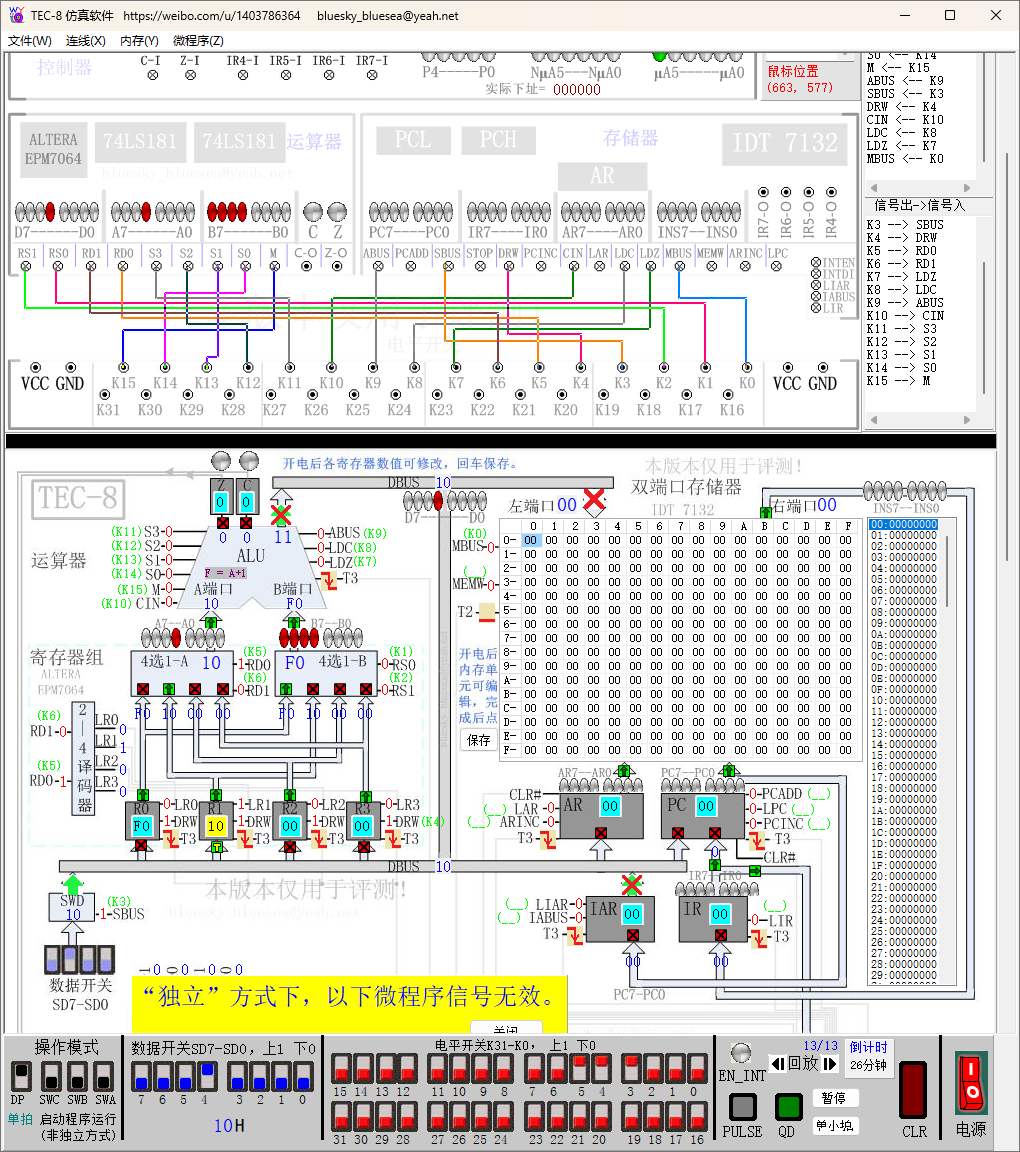 TEC-8 仿真软件 https://weibo.com/u/1403786364 bluesky_bluesea@yeah.net
文件(W) 连线(X) 内存(Y) 微程序(Z)
控制器 C-I Z-I IR4-I IR5-I IR6-I IR7-I P4-----P0 NμA5---NμA0 μA5-----μA0
实际下址= 000000
鼠标位置
(663, 577)
S0 <-- K14
M <-- K15
ABUS <-- K9
SBUS <-- K3
DRW <-- K4
CIN <-- K10
LDC <-- K8
LDZ <-- K7
MBUS <-- K0
信号出->信号入
K3 --> SBUS
K4 --> DRW
K5 --> RD0
K6 --> RD1
K7 --> LDZ
K8 --> LDC
K9 --> ABUS
K10 --> CIN
K11 --> S3
K12 --> S2
K13 --> S1
K14 --> S0
K15 --> M
ALTERA
EPM7064
74LS181 74LS181 运算器
PCL PCH 存储器 IDT 7132
AR
bluesky_bluesea@yeah.net
D7-----D0 A7-----A0 B7-----B0 C Z PC7---PC0 IR7---IR0 AR7---AR0 INS7--INS0 IR7-O IR6-O IR5-O IR4-O
RS1 RS0 RD1 RD0 S3 S2 S1 S0 M C-O Z-O ABUS PCADD SBUS STOP DRW PCINC CIN LAR LDC LDZ MBUS MEMW ARINC LPC
INTEN
INTDI
LIAR
IABUS
LIR
VCC GND K15 K14 K13 K12 K11 K10 K9 K8 K7 K6 K5 K4 K3 K2 K1 K0 VCC GND
K31 K30 K29 K28 K27 K26 K25 K24 K23 K22 K21 K20 K19 K18 K17 K16
开电后各寄存器数值可修改，回车保存。
本版本仅用于评测！
TEC-8
Z C
0 0
DBUS 10
D7---D0
左端口00
双端口存储器
IDT 7132
右端口00
INS7--INS0
运算器
(K11) S3-0
(K12) S2-0
(K13) S1-0
(K14) S0-0
(K15) M-0
(K10) CIN-0
0 0 11
ALU
F = A+1
A端口 B端口
10 F0
0-ABUS (K9)
0-LDC (K8)
0-LDZ (K7)
T3
(K0)
MBUS-0
(__)
MEMW-0
T2
开电后
内存单
元可编
辑，完
成后点
保存
0 1 2 3 4 5 6 7 8 9 A B C D E F
0- 00 00 00 00 00 00 00 00 00 00 00 00 00 00 00 00
1- 00 00 00 00 00 00 00 00 00 00 00 00 00 00 00 00
2- 00 00 00 00 00 00 00 00 00 00 00 00 00 00 00 00
3- 00 00 00 00 00 00 00 00 00 00 00 00 00 00 00 00
4- 00 00 00 00 00 00 00 00 00 00 00 00 00 00 00 00
5- 00 00 00 00 00 00 00 00 00 00 00 00 00 00 00 00
6- 00 00 00 00 00 00 00 00 00 00 00 00 00 00 00 00
7- 00 00 00 00 00 00 00 00 00 00 00 00 00 00 00 00
8- 00 00 00 00 00 00 00 00 00 00 00 00 00 00 00 00
9- 00 00 00 00 00 00 00 00 00 00 00 00 00 00 00 00
A- 00 00 00 00 00 00 00 00 00 00 00 00 00 00 00 00
B- 00 00 00 00 00 00 00 00 00 00 00 00 00 00 00 00
C- 00 00 00 00 00 00 00 00 00 00 00 00 00 00 00 00
D- 00 00 00 00 00 00 00 00 00 00 00 00 00 00 00 00
E- 00 00 00 00 00 00 00 00 00 00 00 00 00 00 00 00
F- 00 00 00 00 00 00 00 00 00 00 00 00 00 00 00 00
00:00000000
01:00000000
02:00000000
03:00000000
04:00000000
05:00000000
06:00000000
07:00000000
08:00000000
09:00000000
0A:00000000
0B:00000000
0C:00000000
0D:00000000
0E:00000000
0F:00000000
10:00000000
11:00000000
12:00000000
13:00000000
14:00000000
15:00000000
16:00000000
17:00000000
18:00000000
19:00000000
1A:00000000
1B:00000000
1C:00000000
1D:00000000
1E:00000000
1F:00000000
20:00000000
21:00000000
22:00000000
23:00000000
24:00000000
25:00000000
26:00000000
27:00000000
28:00000000
29:00000000
A7--A0 B7--B0
寄存器组
ALTERA
EPM7064
4选1-A 10
(K5)
1-RD0
(K6)
0-RD1
F0 4选1-B
(K1)
0-RS0
(K2)
0-RS1
F0 10 00 00 F0 10 00 00
(K6)
RD1-0
(K5)
RD0-1
2—4译码器
LR0 0
LR1 1
LR2 0
LR3 0
R0 F0 0-LR0 1-DRW T3
R1 10 1-LR1 1-DRW T3
R2 00 0-LR2 1-DRW T3
R3 00 0-LR3 1-DRW (K4) T3
DBUS 10
AR7--AR0 PC7--PC0
CLR#
(__) LAR-0
(__) ARINC-0
T3
AR 00
PC 00
0-PCADD (__)
0-LPC (__)
0-PCINC (__)
T3
CLR#
00
IR7--IR0
本版本仅用于评测！
bluesky_bluesea@yeah.net
SWD
10
(K3)
1-SBUS
(__) LIAR-0
(__) IABUS-0
T3
IAR 00
IR 00
(__)
0-LIR
T3
00 00
PC7-PC0
数据开关
SD7-SD0
1 0 0 1 0 0 0
“独立”方式下，以下微程序信号无效。
关闭
操作模式
DP SWC SWB SWA
单拍 启动程序运行
(非独立方式)
数据开关SD7-SD0，上1 下0
7 6 5 4 3 2 1 0
10H
电平开关K31-K0， 上1 下0
15 14 13 12 11 10 9 8 7 6 5 4 3 2 1 0
31 30 29 28 27 26 25 24 23 22 21 20 19 18 17 16
EN_INT
13/13
回放
倒计时
26分钟
PULSE QD
暂停
CLR
电源